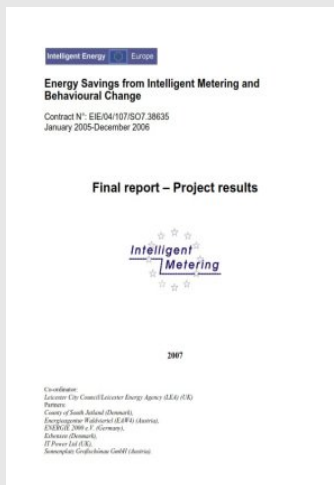 Intelligent Energy Europe
Energy Savings from Intelligent Metering and
Behavioural Change
Contract N°: EIE/04/107/SO7.38635
January 2005-December 2006
Final report – Project results
Intelligent
Metering
2007
Co-ordinator:
Leicester City Council/Leicester Energy Agency (LEA) (UK)
Partners:
County of South Jutland (Denmark),
Energieagentur Waldviertel (EAWA) (Austria),
ENERGIE 2000 e.V. (Germany),
Esbensen (Denmark),
IT Power Ltd (UK),
Sonnenplatz Großschönau GmbH (Austria)